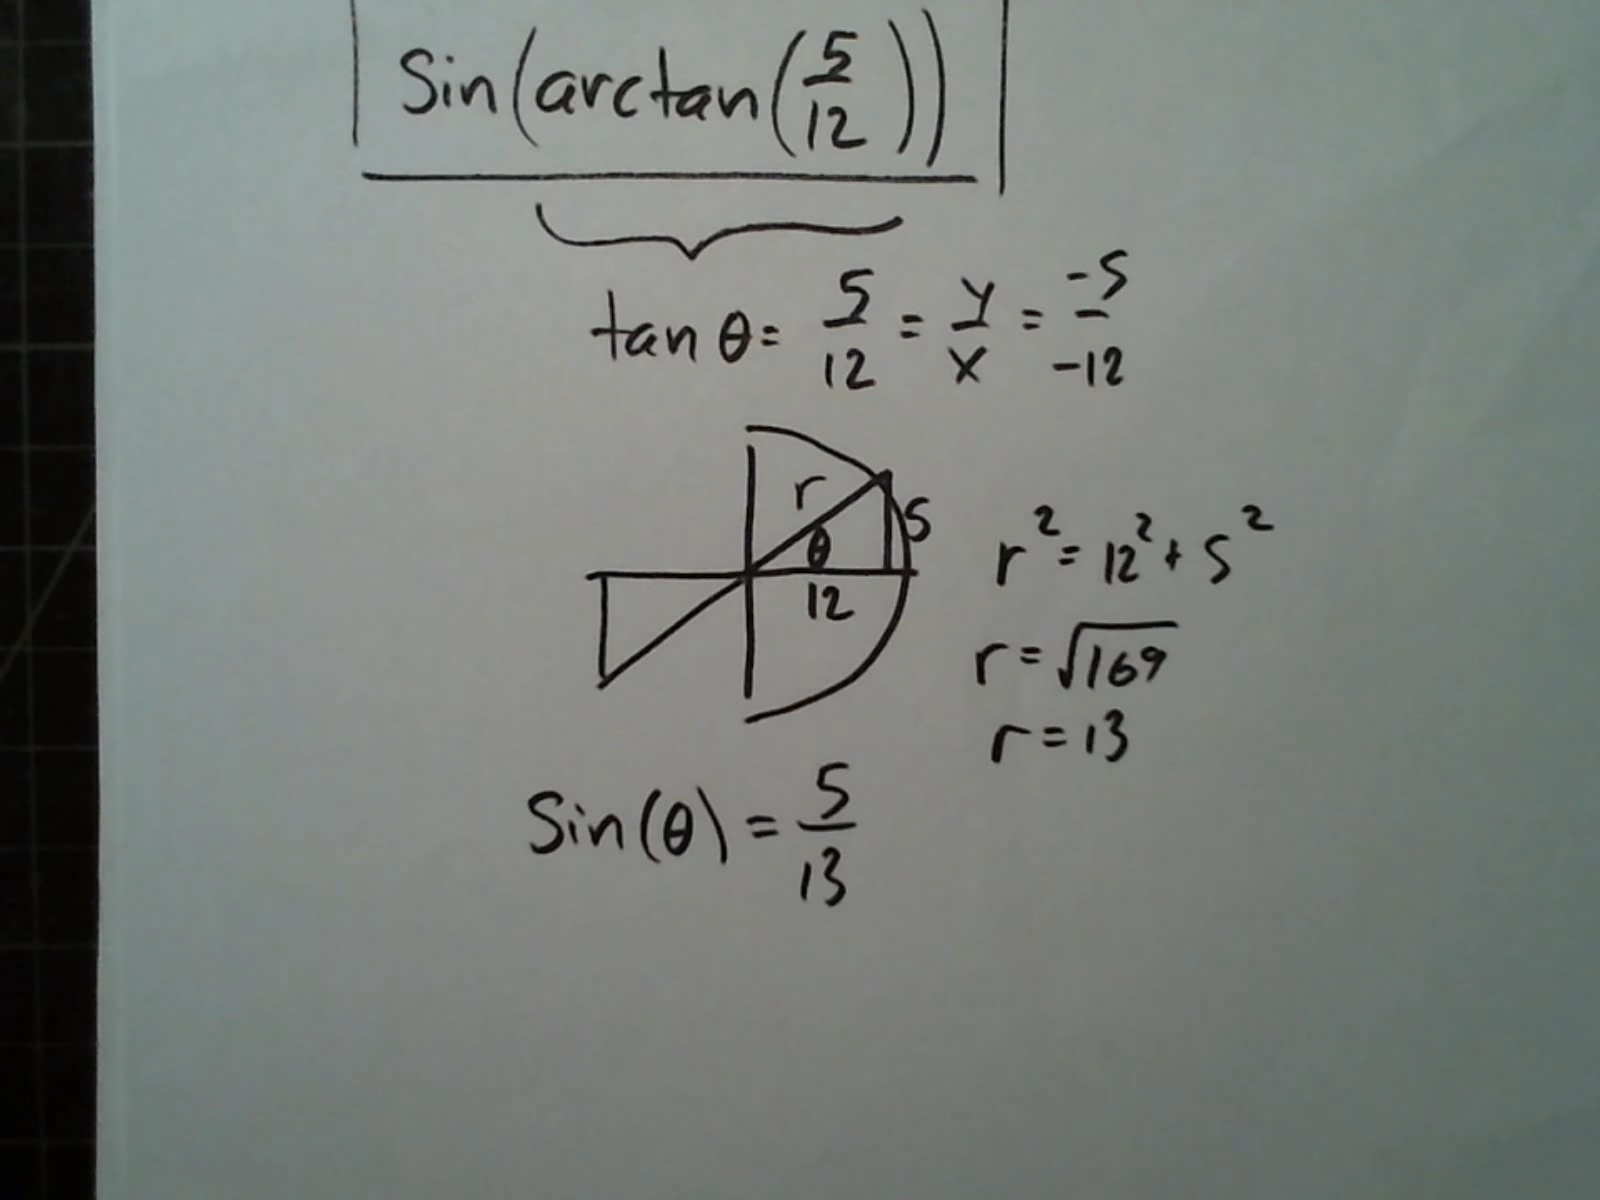 Sin(arctan(5/12))
tan θ = 5/12 = y/x = -5/-12
r
θ
5
12
r² = 12² + 5²
r = √169
r = 13
Sin(θ) = 5/13